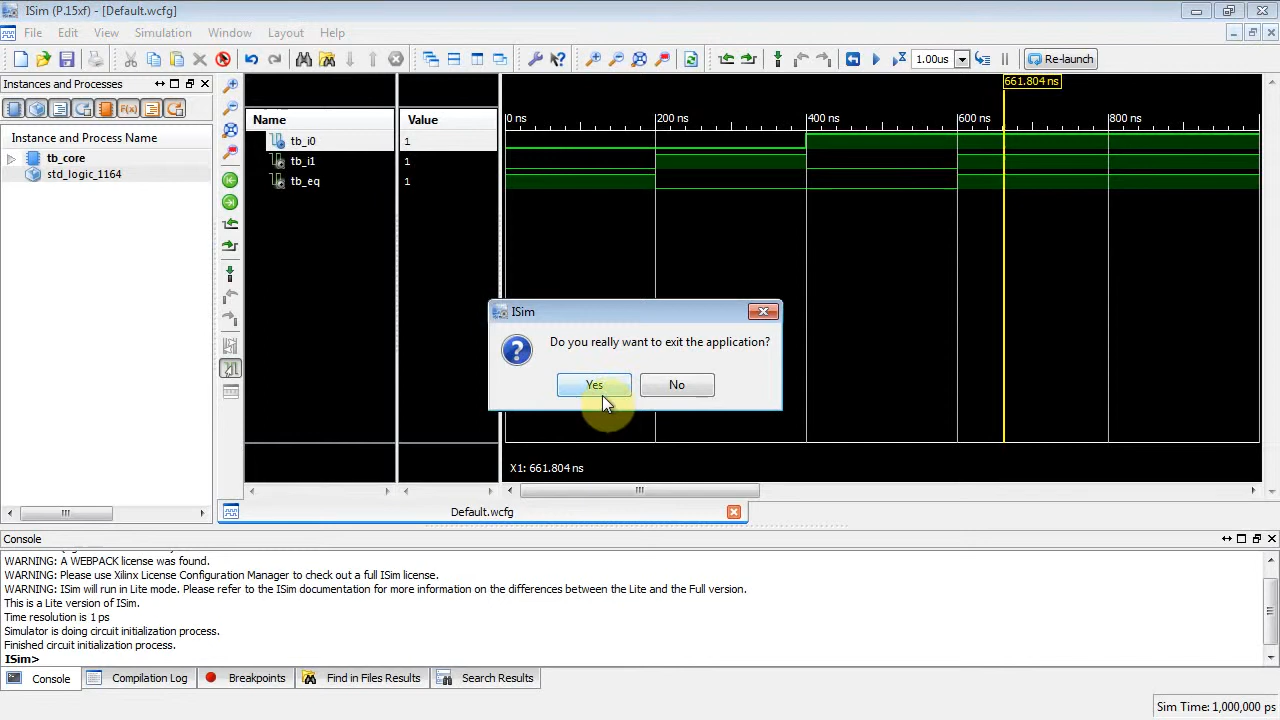 ISim (P.15xf) - [Default.wcfg]
File Edit View Simulation Window Layout Help
1.00us Re-launch
Instances and Processes
Instance and Process Name
tb_core
std_logic_1164
Name Value
tb_i0 1
tb_i1 1
tb_eq 1
661.804 ns
0 ns 200 ns 400 ns 600 ns 800 ns
ISim
Do you really want to exit the application?
Yes No
X1: 661.804 ns
Default.wcfg
Console
WARNING: A WEBPACK license was found.
WARNING: Please use Xilinx License Configuration Manager to check out a full ISim license.
WARNING: ISim will run in Lite mode. Please refer to the ISim documentation for more information on the differences between the Lite and the Full version.
This is a Lite version of ISim.
Time resolution is 1 ps
Simulator is doing circuit initialization process.
Finished circuit initialization process.
ISim>
Console Compilation Log Breakpoints Find in Files Results Search Results
Sim Time: 1,000,000 ps